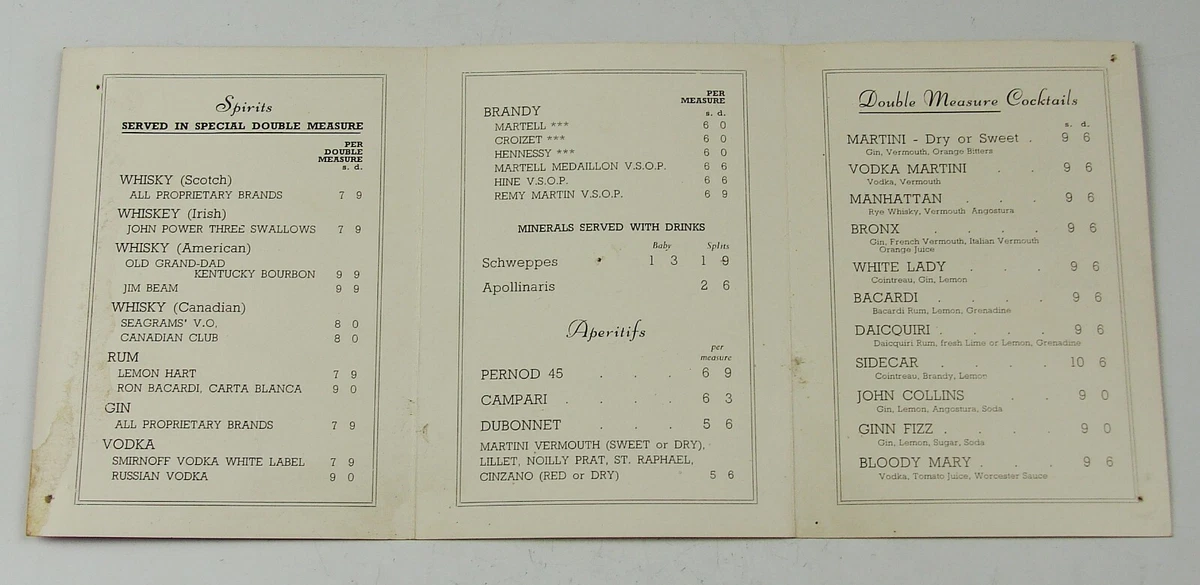 Spirits
SERVED IN SPECIAL DOUBLE MEASURE
PER
DOUBLE
MEASURE
s. d.
WHISKY (Scotch)
ALL PROPRIETARY BRANDS 7 9
WHISKEY (Irish)
JOHN POWER THREE SWALLOWS 7 9
WHISKY (American)
OLD GRAND-DAD
KENTUCKY BOURBON 9 9
JIM BEAM 9 9
WHISKY (Canadian)
SEAGRAMS' V.O, 8 0
CANADIAN CLUB 8 0
RUM
LEMON HART 7 9
RON BACARDI, CARTA BLANCA 9 0
GIN
ALL PROPRIETARY BRANDS 7 9
VODKA
SMIRNOFF VODKA WHITE LABEL 7 9
RUSSIAN VODKA 9 0
PER
MEASURE
BRANDY s. d.
MARTELL *** 6 0
CROIZET *** 6 0
HENNESSY *** 6 0
MARTELL MEDAILLON V.S.O.P. 6 6
HINE V.S.O.P. 6 6
REMY MARTIN V.S.O.P. 6 9
MINERALS SERVED WITH DRINKS
Baby Splits
Schweppes 1 3 1 9
Apollinaris 2 6
Aperitifs
per
measure
PERNOD 45 . . . 6 9
CAMPARI . . . . 6 3
DUBONNET . . . 5 6
MARTINI VERMOUTH (SWEET or DRY),
LILLET, NOILLY PRAT, ST. RAPHAEL,
CINZANO (RED or DRY) 5 6
Double Measure Cocktails
s. d.
MARTINI - Dry or Sweet . 9 6
Gin, Vermouth, Orange Bitters
VODKA MARTINI . . 9 6
Vodka, Vermouth
MANHATTAN . . . 9 6
Rye Whisky, Vermouth Angostura
BRONX . . . . 9 6
Gin, French Vermouth, Italian Vermouth
Orange Juice
WHITE LADY . . . 9 6
Cointreau, Gin, Lemon
BACARDI . . . . 9 6
Bacardi Rum, Lemon, Grenadine
DAICQUIRI . . . . 9 6
Daicquiri Rum, fresh Lime or Lemon, Grenadine
SIDECAR . . . . 10 6
Cointreau, Brandy, Lemon
JOHN COLLINS . . 9 0
Gin, Lemon, Angostura, Soda
GINN FIZZ . . . . 9 0
Gin, Lemon, Sugar, Soda
BLOODY MARY . . . 9 6
Vodka, Tomato Juice, Worcester Sauce